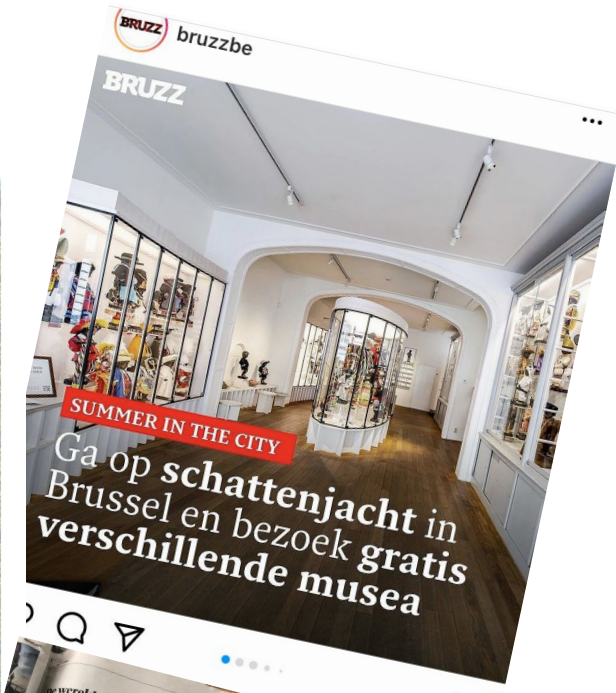 BRUZZ
bruzzbe
BRUZZ
SUMMER IN THE CITY
Ga op schattenjacht in
Brussel en bezoek gratis
verschillende musea